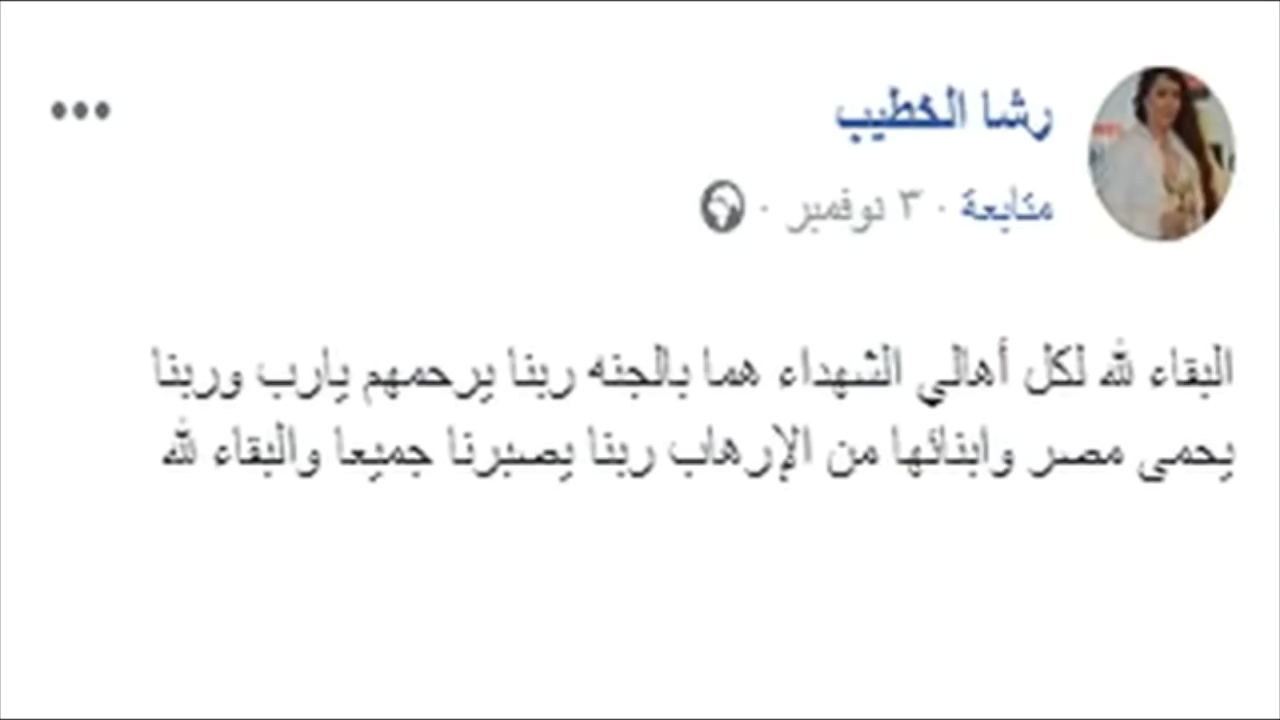 رشا الخطيب
متابعة · ٣ نوفمبر ·
البقاء لله لكل أهالي الشهداء هما بالجنه ربنا يرحمهم يارب وربنا
يحمى مصر وابنائها من الإرهاب ربنا يصبرنا جميعا والبقاء لله